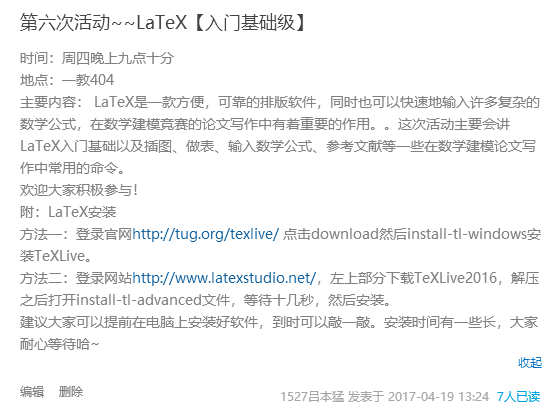 第六次活动~~LaTeX【入门基础级】
时间：周四晚上九点十分
地点：一教404
主要内容： LaTeX是一款方便，可靠的排版软件，同时也可以快速地输入许多复杂的
数学公式，在数学建模竞赛的论文写作中有着重要的作用。。这次活动主要会讲
LaTeX入门基础以及插图、做表、输入数学公式、参考文献等一些在数学建模论文写
作中常用的命令。
欢迎大家积极参与！
附：LaTeX安装
方法一：登录官网http://tug.org/texlive/ 点击download然后install-tl-windows安
装TeXLive。
方法二：登录网站http://www.latexstudio.net/，左上部分下载TeXLive2016，解压
之后打开install-tl-advanced文件，等待十几秒，然后安装。
建议大家可以提前在电脑上安装好软件，到时可以敲一敲。安装时间有一些长，大家
耐心等待哈~
收起
编辑 删除 1527吕本猛 发表于 2017-04-19 13:24 7人已读